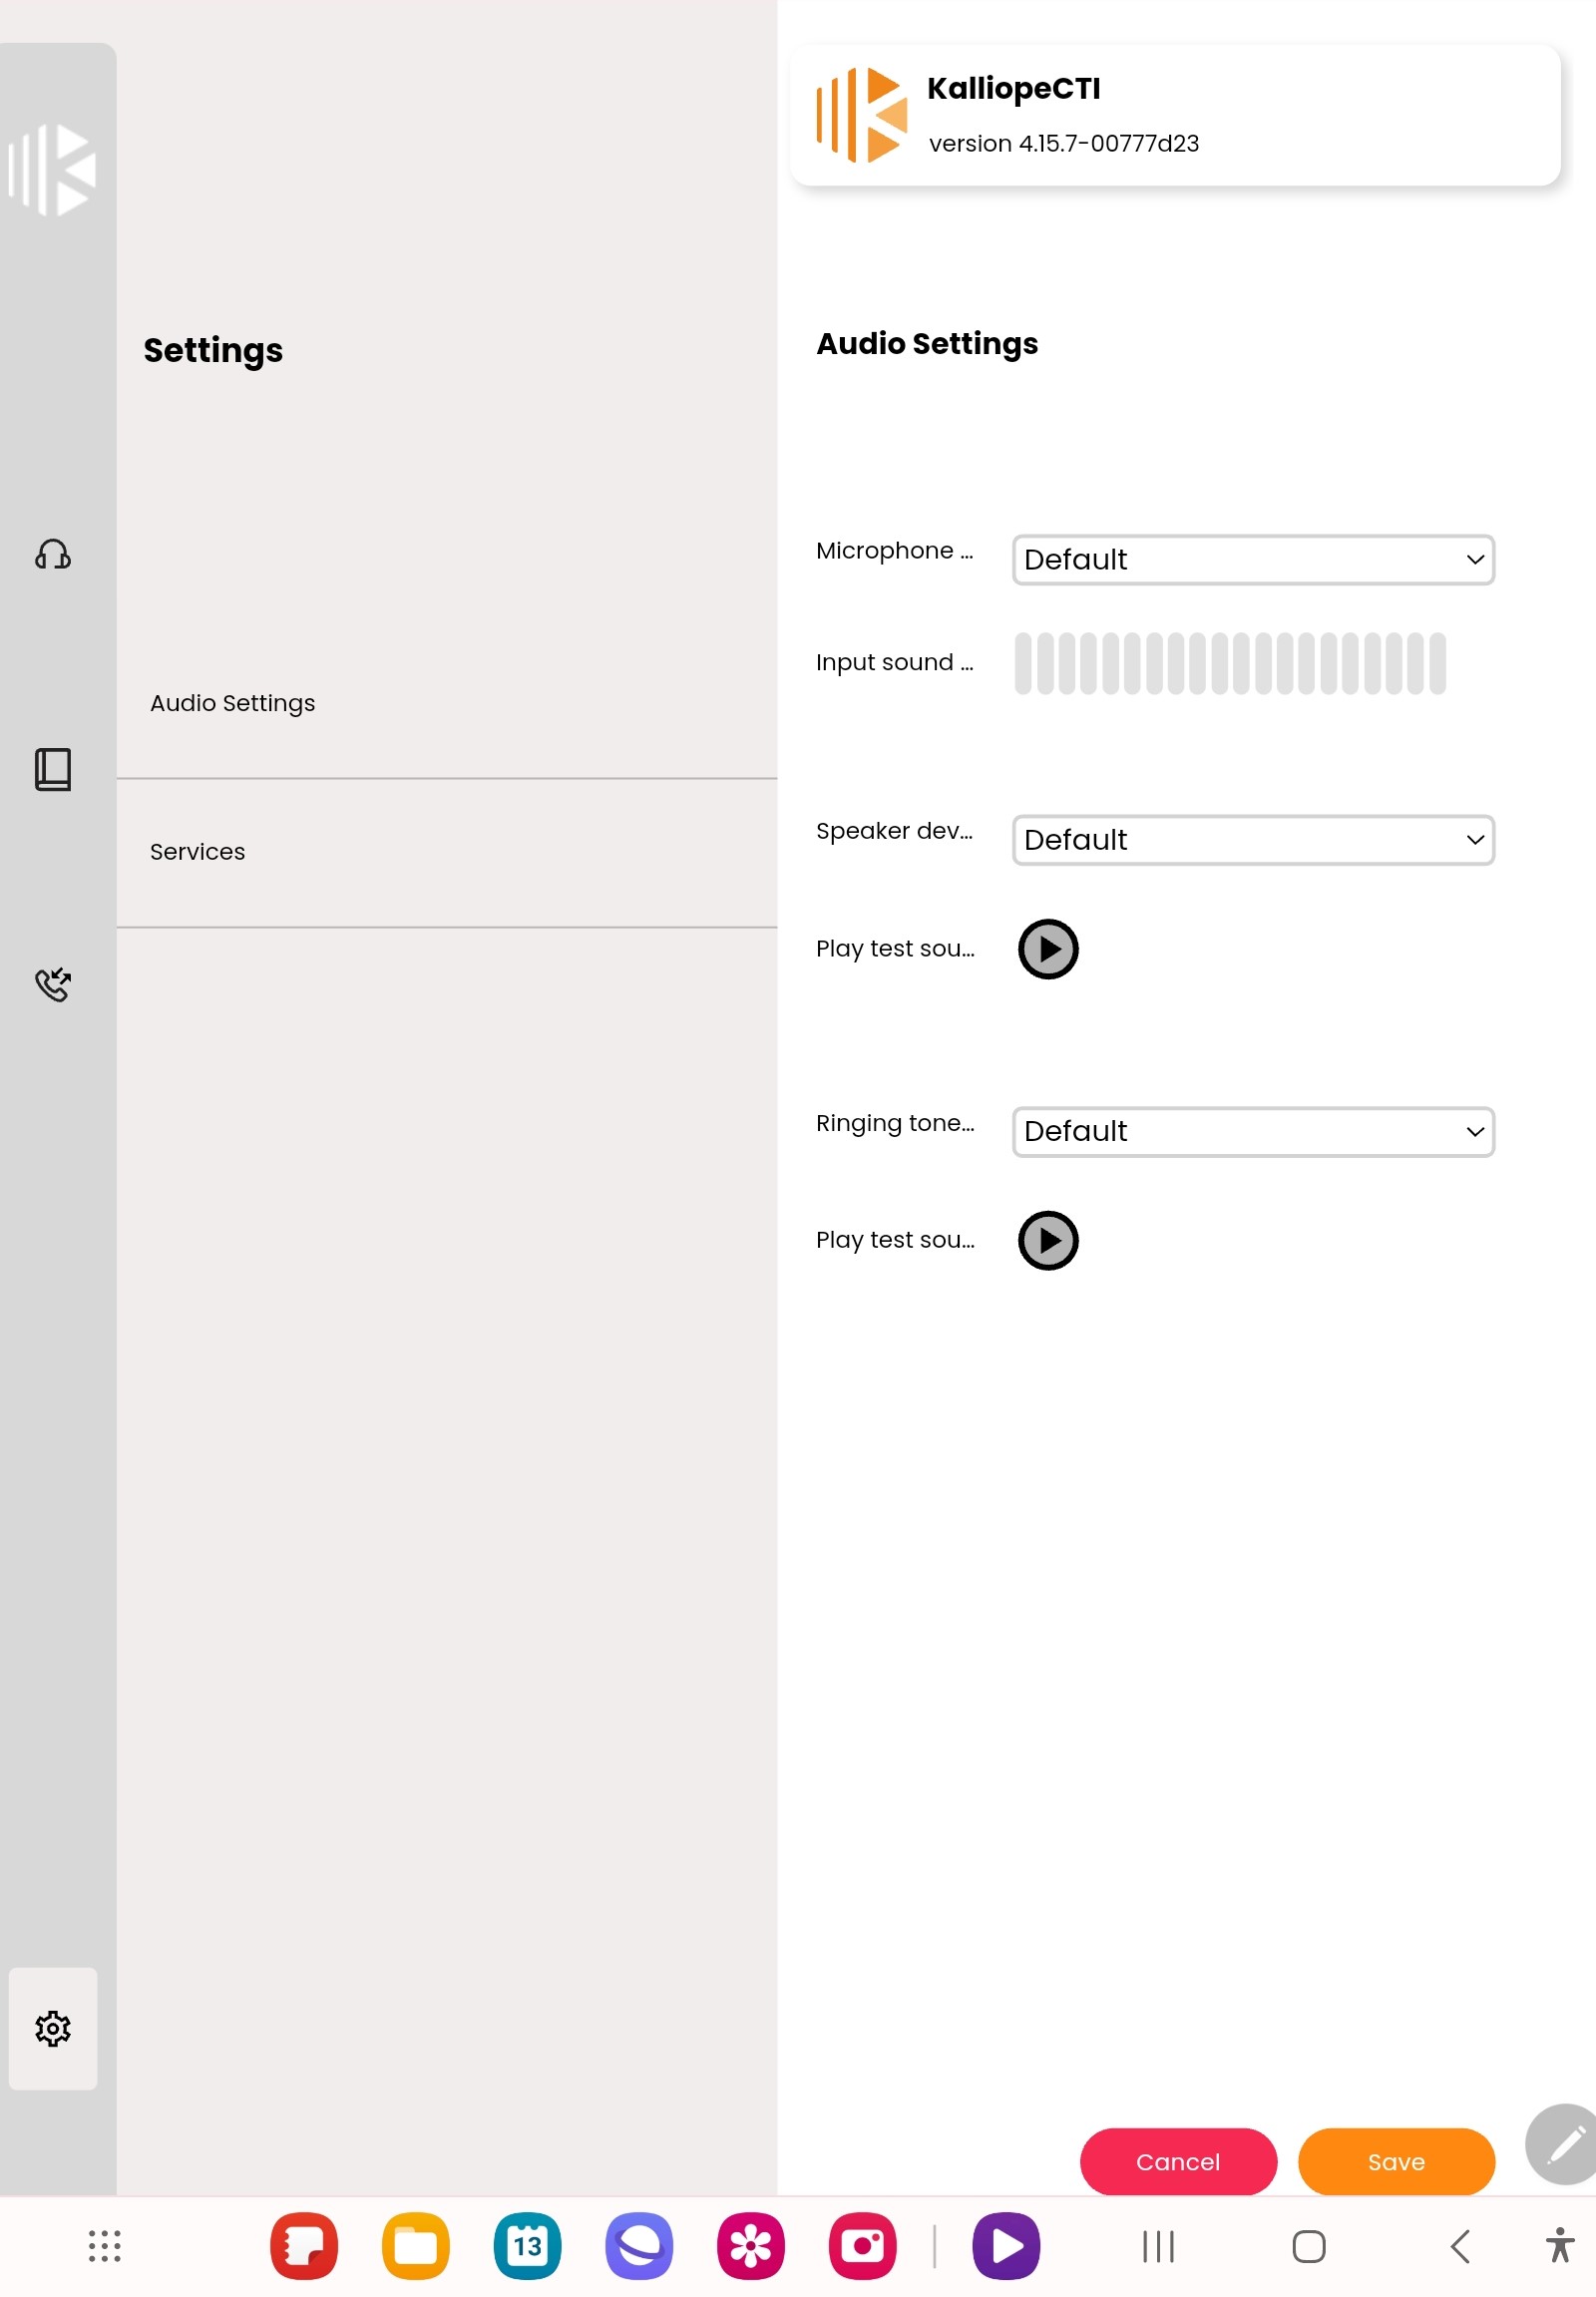 KalliopeCTI
version 4.15.7-00777d23
Settings
Audio Settings
Services
Audio Settings
Microphone ...
Default
Input sound ...
Speaker dev...
Default
Play test sou...
Ringing tone...
Default
Play test sou...
Cancel
Save
13